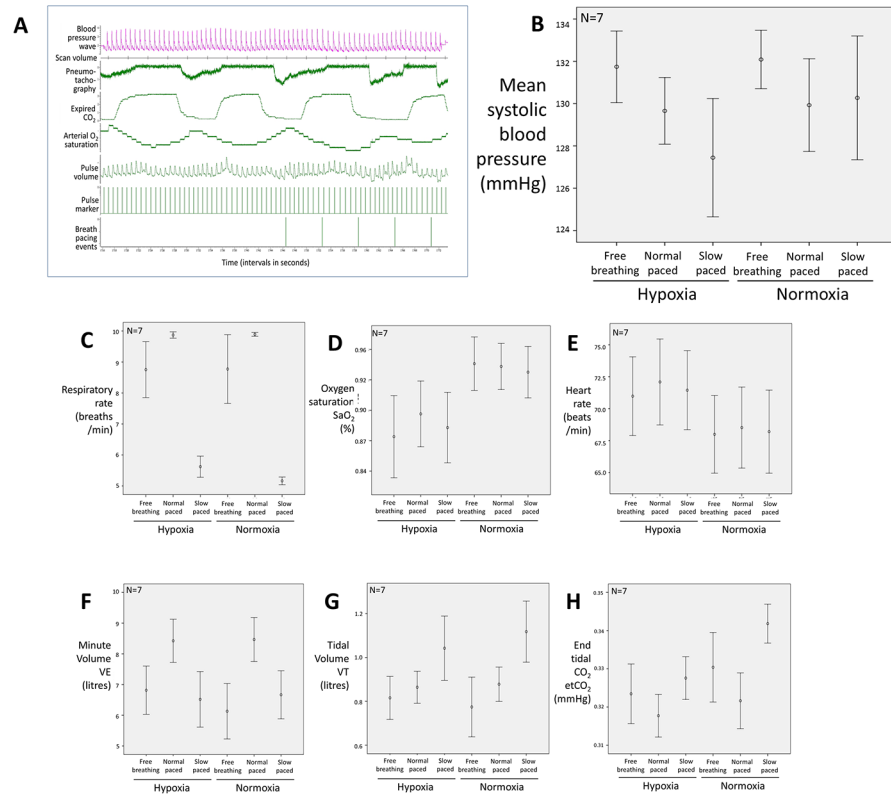 A
Blood
pressure
wave
Scan volume
Pneumo-
tacho-
graphy
Expired
CO2
Arterial O2
saturation
Pulse
volume
Pulse
marker
Breath
pacing
events
Time (intervals in seconds)
B
N=7
Mean
systolic
blood
pressure
(mmHg)
134
132
130
128
126
124
Free
breathing
Normal
paced
Slow
paced
Free
breathing
Normal
paced
Slow
paced
Hypoxia
Normoxia
C
N=7
Respiratory
rate
(breaths
/min)
10
9
8
7
6
5
Free
breathing
Normal
paced
Slow
paced
Free
breathing
Normal
paced
Slow
paced
Hypoxia
Normoxia
D
N=7
Oxygen
saturation
SaO2
(%)
0.96
0.92
0.90
0.87
0.84
Free
breathing
Normal
paced
Slow
paced
Free
breathing
Normal
paced
Slow
paced
Hypoxia
Normoxia
E
N=7
Heart
rate
(beats
/min)
75.0
72.5
70.0
67.5
65.0
Free
breathing
Normal
paced
Slow
paced
Free
breathing
Normal
paced
Slow
paced
Hypoxia
Normoxia
F
N=7
Minute
Volume
VE
(litres)
10
9
8
7
6
5
Free
breathing
Normal
paced
Slow
paced
Free
breathing
Normal
paced
Slow
paced
Hypoxia
Normoxia
G
N=7
Tidal
Volume
VT
(litres)
1.2
1.0
0.8
0.6
Free
breathing
Normal
paced
Slow
paced
Free
breathing
Normal
paced
Slow
paced
Hypoxia
Normoxia
H
N=7
End
tidal
CO2
etCO2
(mmHg)
0.35
0.32
0.31
Free
breathing
Normal
paced
Slow
paced
Free
breathing
Normal
paced
Slow
paced
Hypoxia
Normoxia